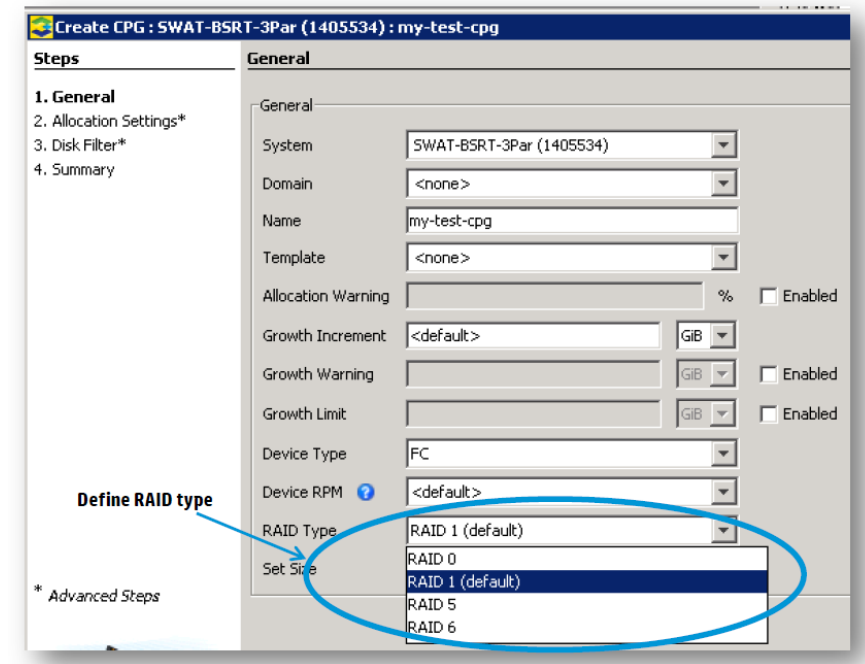 Create CPG : SWAT-BSRT-3Par (1405534) : my-test-cpg
Steps
General
1. General
2. Allocation Settings*
3. Disk Filter*
4. Summary
General
System SWAT-BSRT-3Par (1405534)
Domain <none>
Name my-test-cpg
Template <none>
Allocation Warning % Enabled
Growth Increment <default> GiB
Growth Warning GiB Enabled
Growth Limit GiB Enabled
Device Type FC
Device RPM ? <default>
Define RAID type
RAID Type RAID 1 (default)
Set Size
RAID 0
RAID 1 (default)
RAID 5
RAID 6
* Advanced Steps